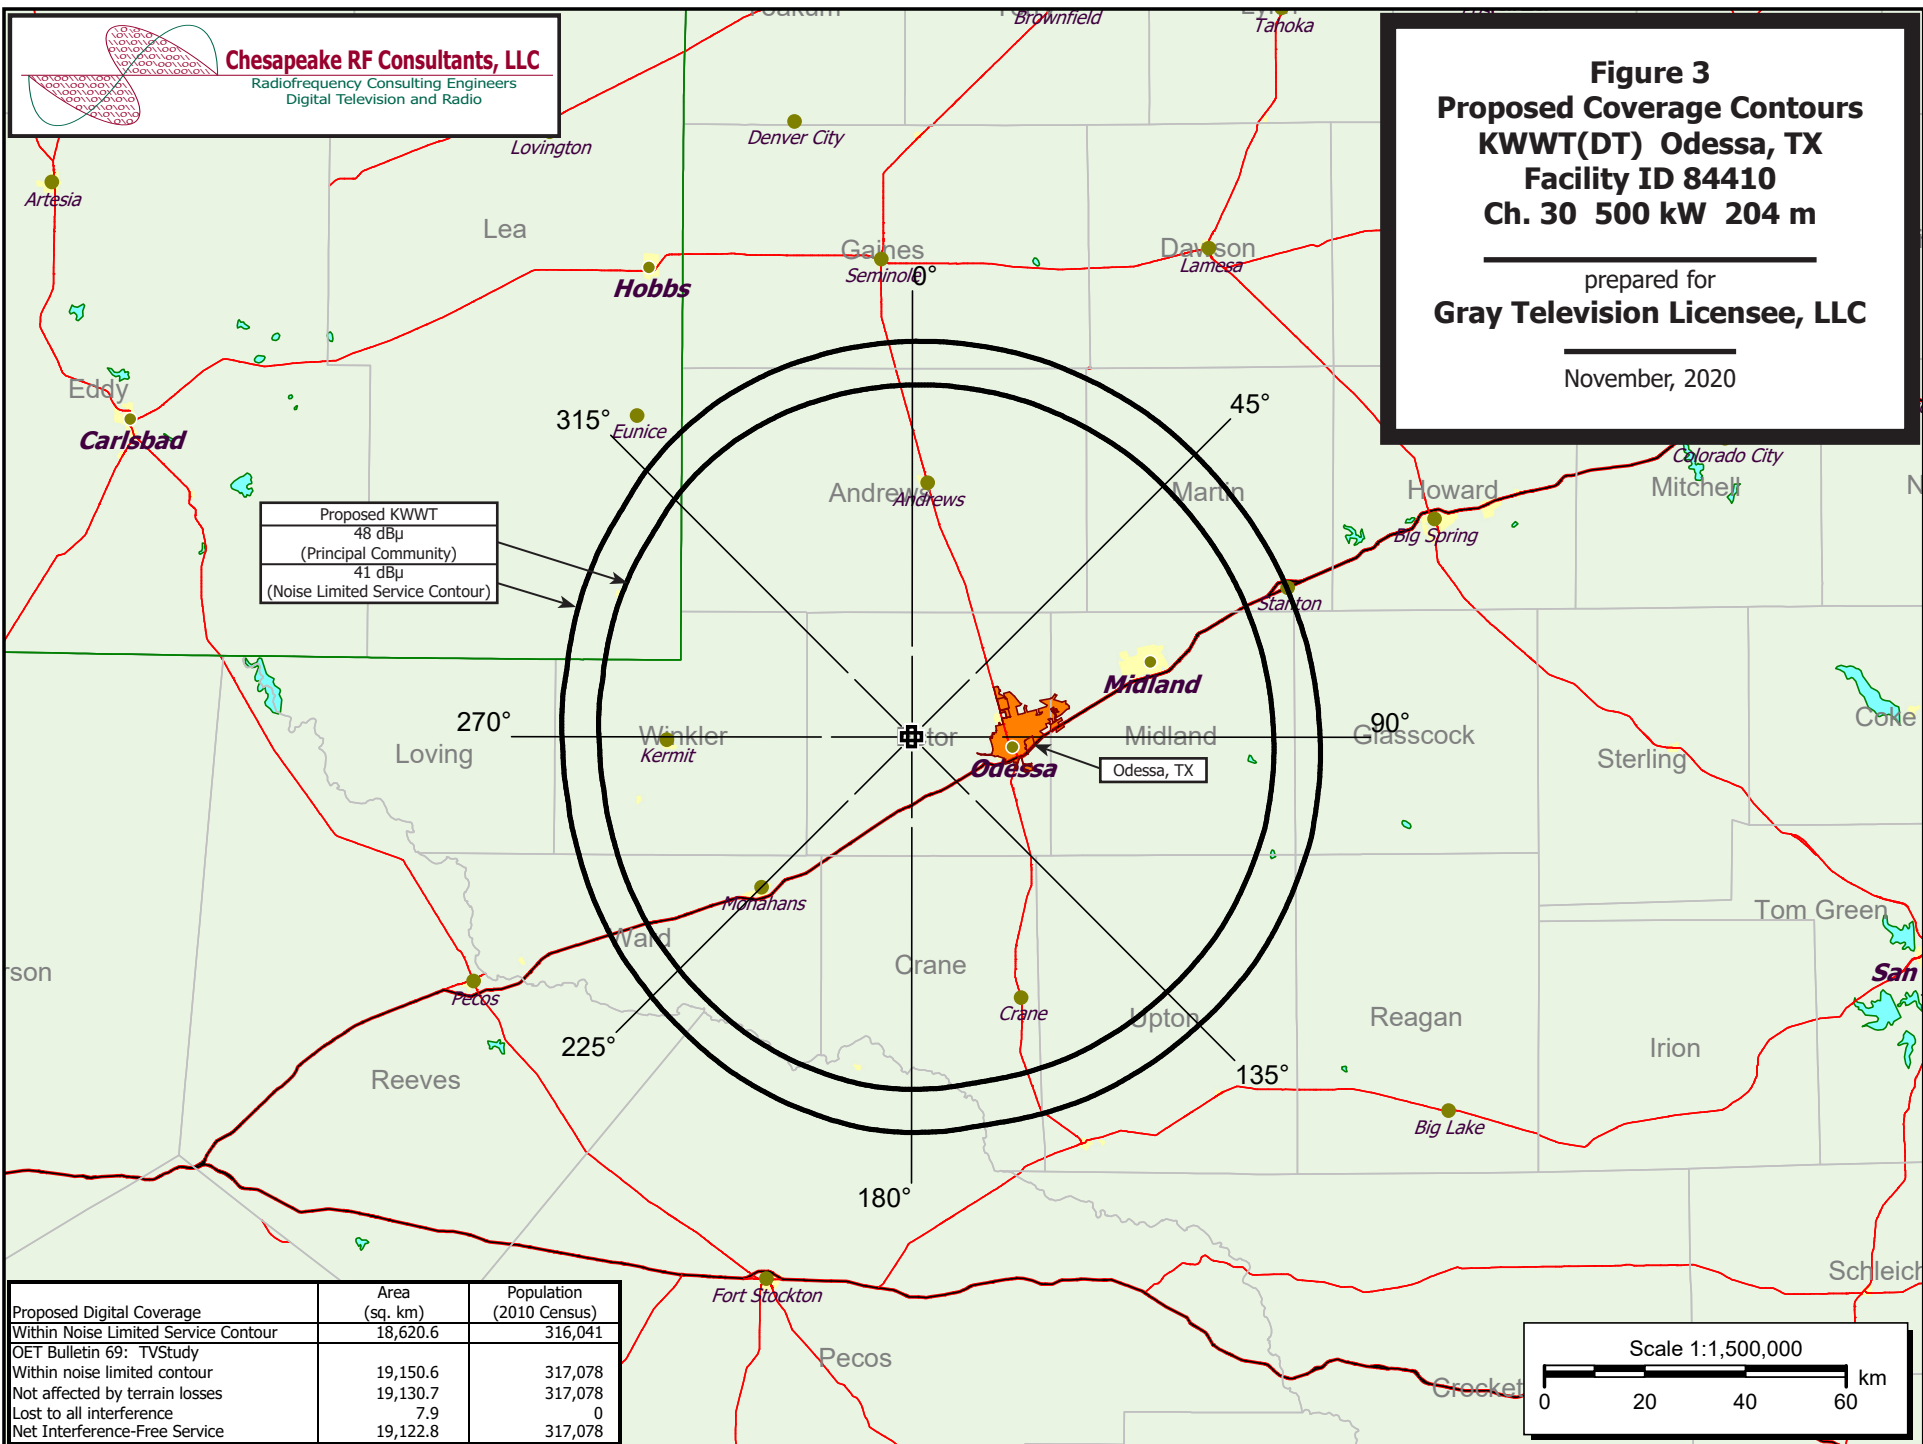 Chesapeake RF Consultants, LLC
Radiofrequency Consulting Engineers
Digital Television and Radio
Figure 3
Proposed Coverage Contours
KWWT(DT) Odessa, TX
Facility ID 84410
Ch. 30 500 kW 204 m
prepared for
Gray Television Licensee, LLC
November, 2020
Brownfield
Tahoka
Lovington
Denver City
Artesia
Lea
Gaines
Seminole
Dawson
Lamesa
Hobbs
0°
Eddy
Carlsbad
315°
Eunice
45°
Andrews
Andrews
Martin
Howard
Big Spring
Colorado City
Mitchell
Proposed KWWT
48 dBµ
(Principal Community)
41 dBµ
(Noise Limited Service Contour)
Stanton
Midland
270°
Loving
Winkler
Kermit
tor
Odessa
Odessa, TX
Midland
90°
Glasscock
Sterling
Coke
Monahans
Ward
Crane
Crane
Upton
Reagan
Irion
Tom Green
San
rson
Pecos
225°
135°
Reeves
Big Lake
180°
Fort Stockton
Pecos
Crocket
Schleich
Proposed Digital Coverage Area (sq. km) Population (2010 Census)
Within Noise Limited Service Contour 18,620.6 316,041
OET Bulletin 69: TVStudy
Within noise limited contour 19,150.6 317,078
Not affected by terrain losses 19,130.7 317,078
Lost to all interference 7.9 0
Net Interference-Free Service 19,122.8 317,078
Scale 1:1,500,000
km
0 20 40 60